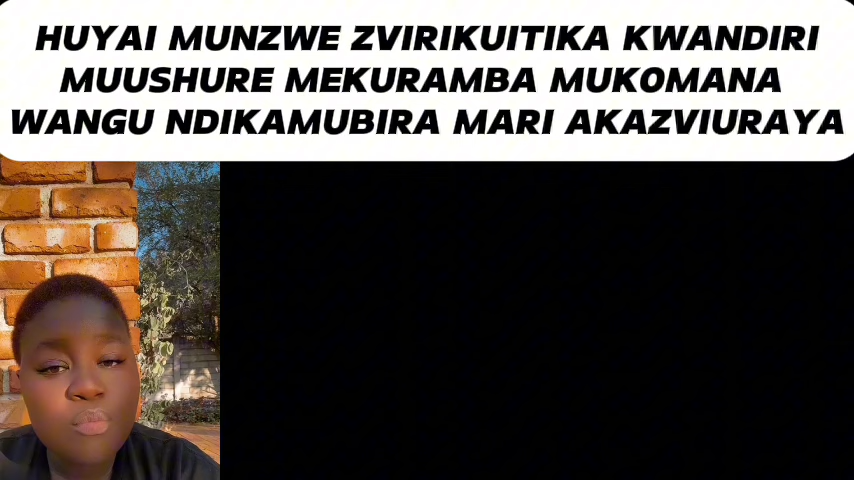 HUYAI MUNZWE ZVIRIKUITIKA KWANDIRI
MUUSHURE MEKURAMBA MUKOMANA
WANGU NDIKAMUBIRA MARI AKAZVIURAYA